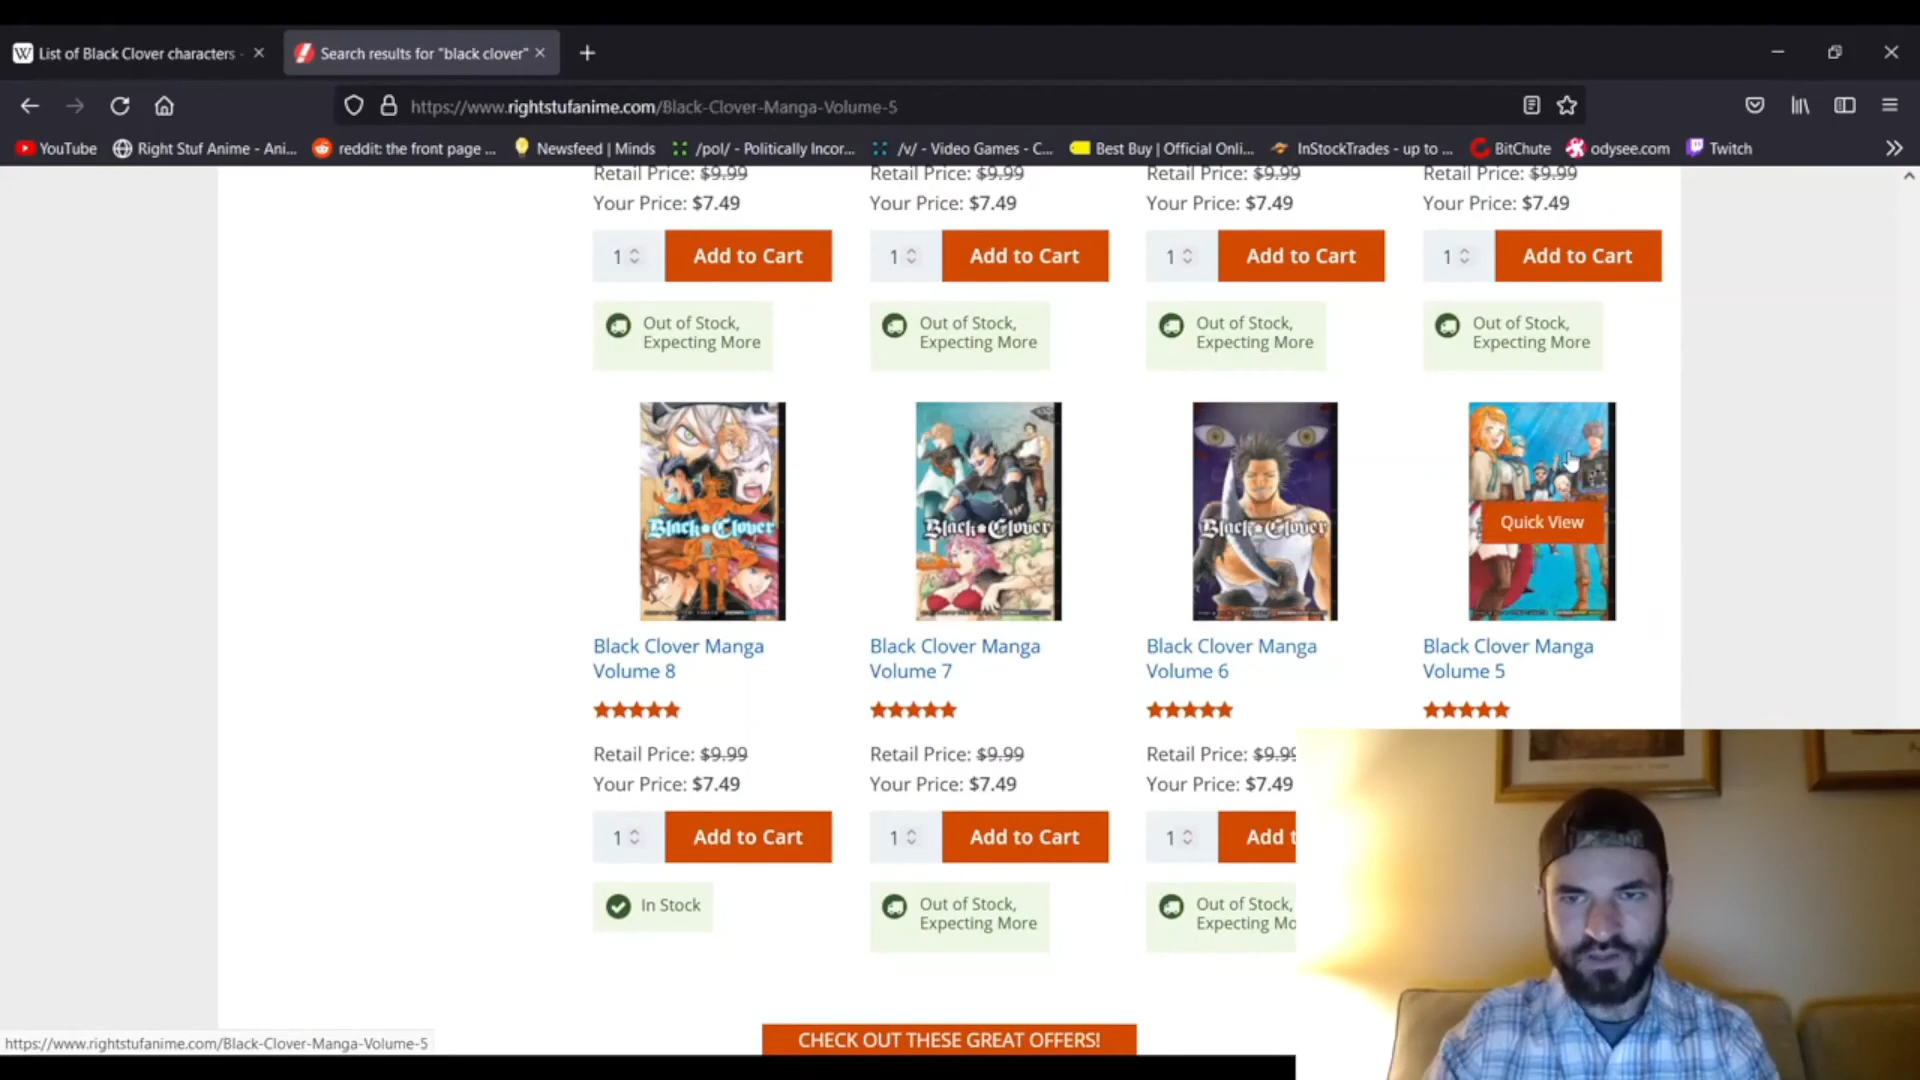 List of Black Clover characters -
Search results for "black clover"
https://www.rightstufanime.com/Black-Clover-Manga-Volume-5
YouTube
Right Stuf Anime - Ani...
reddit: the front page ...
Newsfeed | Minds
/pol/ - Politically Incor...
/v/ - Video Games - C...
Best Buy | Official Onli...
InStockTrades - up to ...
BitChute
odysee.com
Twitch
Retail Price: $9.99 Retail Price: $9.99 Retail Price: $9.99 Retail Price: $9.99
Your Price: $7.49 Your Price: $7.49 Your Price: $7.49 Your Price: $7.49
1 Add to Cart 1 Add to Cart 1 Add to Cart 1 Add to Cart
Out of Stock, Out of Stock, Out of Stock, Out of Stock,
Expecting More Expecting More Expecting More Expecting More
Black Clover Black Clover Black Clover Quick View
Black Clover Manga Black Clover Manga Black Clover Manga Black Clover Manga
Volume 8 Volume 7 Volume 6 Volume 5
Retail Price: $9.99 Retail Price: $9.99 Retail Price: $9.99
Your Price: $7.49 Your Price: $7.49 Your Price: $7.49
1 Add to Cart 1 Add to Cart 1 Add t
In Stock Out of Stock, Out of Stock,
Expecting More Expecting Mo
CHECK OUT THESE GREAT OFFERS!
https://www.rightstufanime.com/Black-Clover-Manga-Volume-5